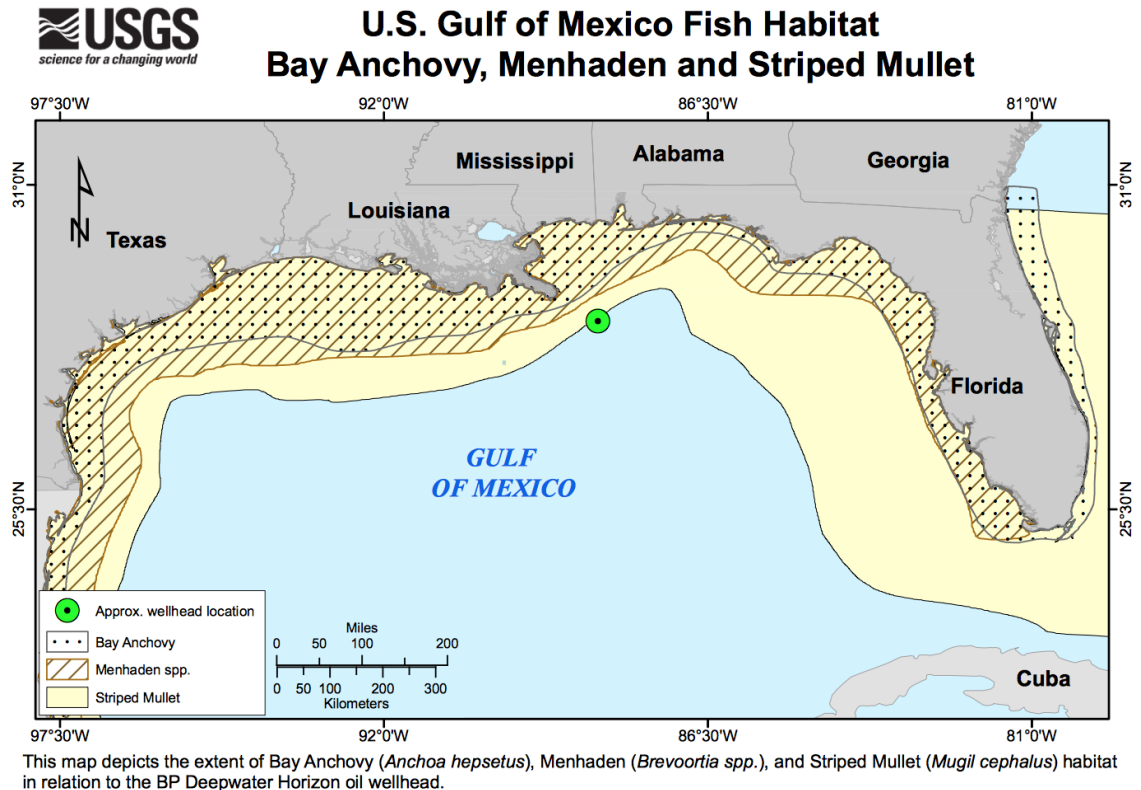 USGS
science for a changing world
U.S. Gulf of Mexico Fish Habitat
Bay Anchovy, Menhaden and Striped Mullet
97°30'W 92°0'W 86°30'W 81°0'W
Mississippi Alabama Georgia
31°0'N 31°0'N
Louisiana
N Texas
Florida
GULF
OF MEXICO
25°30'N 25°30'N
Approx. wellhead location
Bay Anchovy
Menhaden spp.
Striped Mullet
Miles
0 50 100 200
0 50 100 200 300
Kilometers
Cuba
97°30'W 92°0'W 86°30'W 81°0'W
This map depicts the extent of Bay Anchovy (Anchoa hepsetus), Menhaden (Brevoortia spp.), and Striped Mullet (Mugil cephalus) habitat
in relation to the BP Deepwater Horizon oil wellhead.